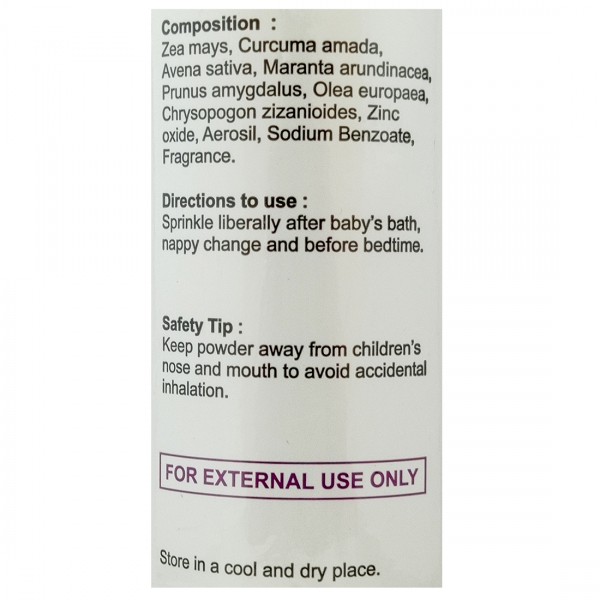 Composition :
Zea mays, Curcuma amada,
Avena sativa, Maranta arundinacea,
Prunus amygdalus, Olea europaea,
Chrysopogon zizanioides, Zinc
oxide, Aerosil, Sodium Benzoate,
Fragrance.
Directions to use :
Sprinkle liberally after baby's bath,
nappy change and before bedtime.
Safety Tip :
Keep powder away from children's
nose and mouth to avoid accidental
inhalation.
FOR EXTERNAL USE ONLY
Store in a cool and dry place.